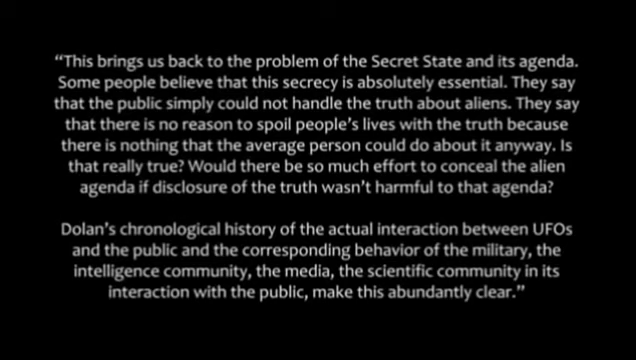 “This brings us back to the problem of the Secret State and its agenda.
Some people believe that this secrecy is absolutely essential. They say
that the public simply could not handle the truth about aliens. They say
that there is no reason to spoil people’s lives with the truth because
there is nothing that the average person could do about it anyway. Is
that really true? Would there be so much effort to conceal the alien
agenda if disclosure of the truth wasn’t harmful to that agenda?
Dolan’s chronological history of the actual interaction between UFOs
and the public and the corresponding behavior of the military, the
intelligence community, the media, the scientific community in its
interaction with the public, make this abundantly clear.”